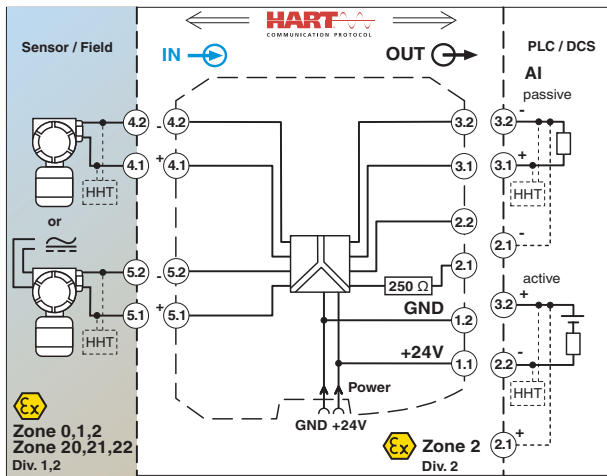 HART
COMMUNICATION PROTOCOL
Sensor / Field
IN
OUT
PLC / DCS
AI
passive
4.2
-
4.2
3.2
3.2
-
4.1
+
4.1
3.1
3.1
+
HHT
HHT
or
2.2
2.1
-
5.2
-
5.2
2.1
250 Ω
active
5.1
+
5.1
GND
1.2
3.2
+
HHT
+24V
1.1
2.2
-
HHT
Power
GND +24V
Ex
Zone 0,1,2
Zone 20,21,22
Div. 1,2
Ex
Zone 2
Div. 2
2.1
+